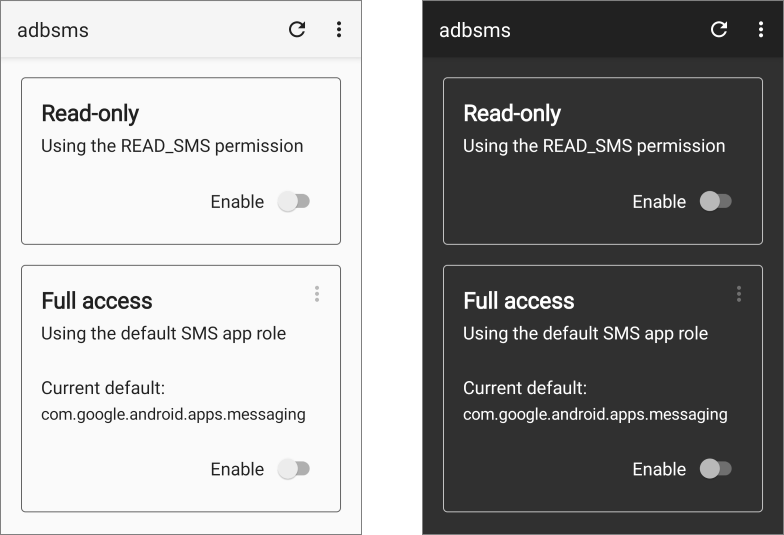 adbsms
Read-only
Using the READ_SMS permission
Enable
Full access
Using the default SMS app role
Current default:
com.google.android.apps.messaging
Enable
adbsms
Read-only
Using the READ_SMS permission
Enable
Full access
Using the default SMS app role
Current default:
com.google.android.apps.messaging
Enable